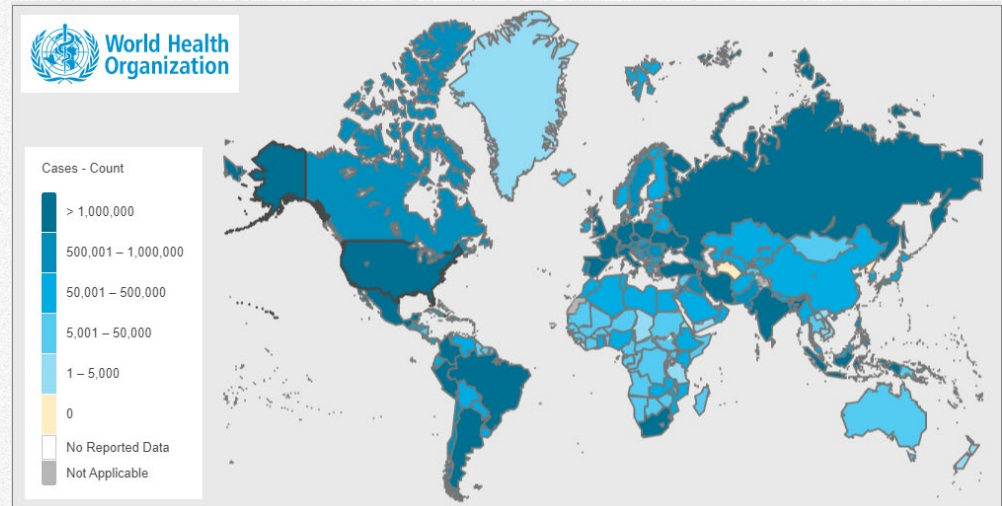 World Health
Organization
Cases - Count
> 1,000,000
500,001 – 1,000,000
50,001 – 500,000
5,001 – 50,000
1 – 5,000
0
No Reported Data
Not Applicable